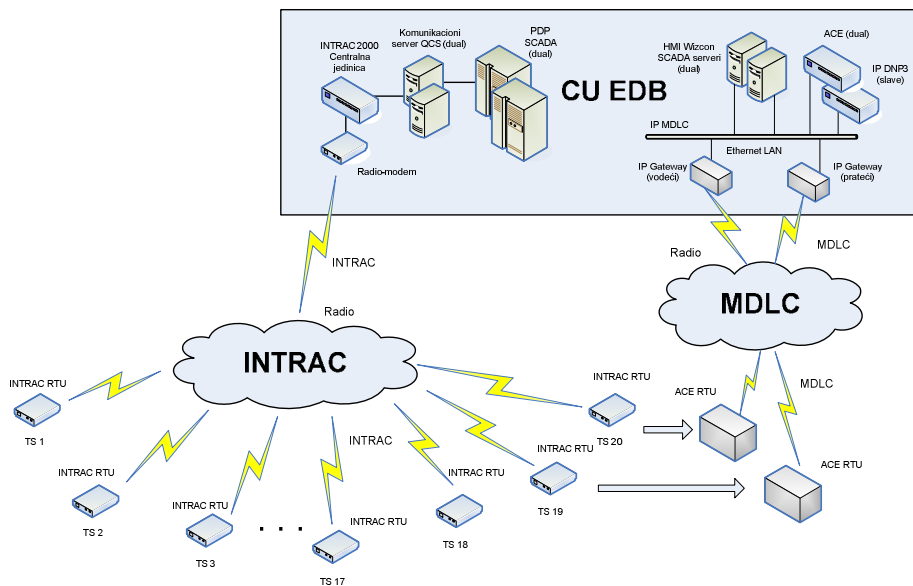 INTRAC 2000
Centralna
jedinica
Komunikacioni
server QCS (dual)
PDP
SCADA
(dual)
CU EDB
HMI Wizcon
SCADA serveri
(dual)
ACE (dual)
IP DNP3
(slave)
IP MDLC
Ethernet LAN
Radio-modem
IP Gateway
(vodeći)
IP Gateway
(prateći)
INTRAC
Radio
MDLC
Radio
MDLC
INTRAC
MDLC
INTRAC RTU
TS 1
INTRAC RTU
TS 2
INTRAC RTU
TS 3
. . .
INTRAC
INTRAC RTU
TS 17
INTRAC RTU
TS 18
INTRAC RTU
TS 19
INTRAC RTU
TS 20
ACE RTU
ACE RTU